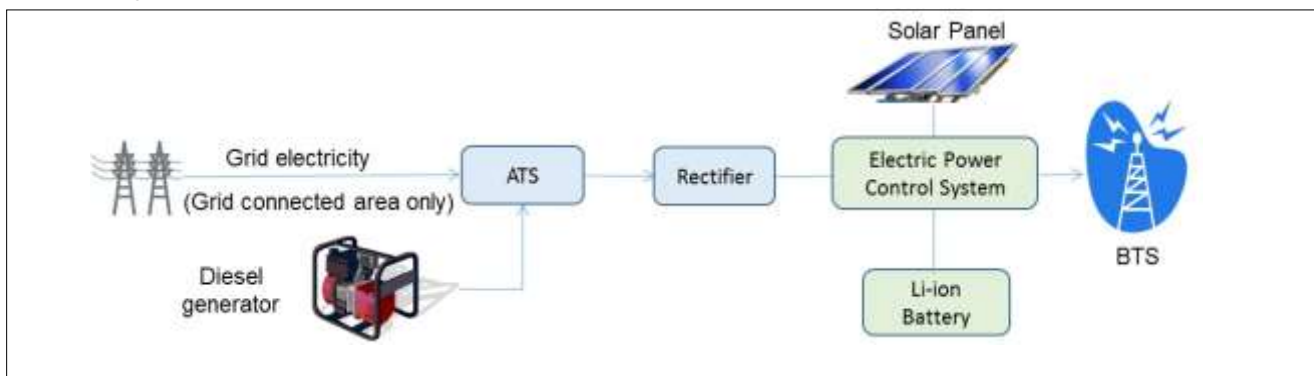 Solar Panel
Grid electricity
(Grid connected area only)
ATS
Rectifier
Electric Power
Control System
BTS
Diesel
generator
Li-ion
Battery